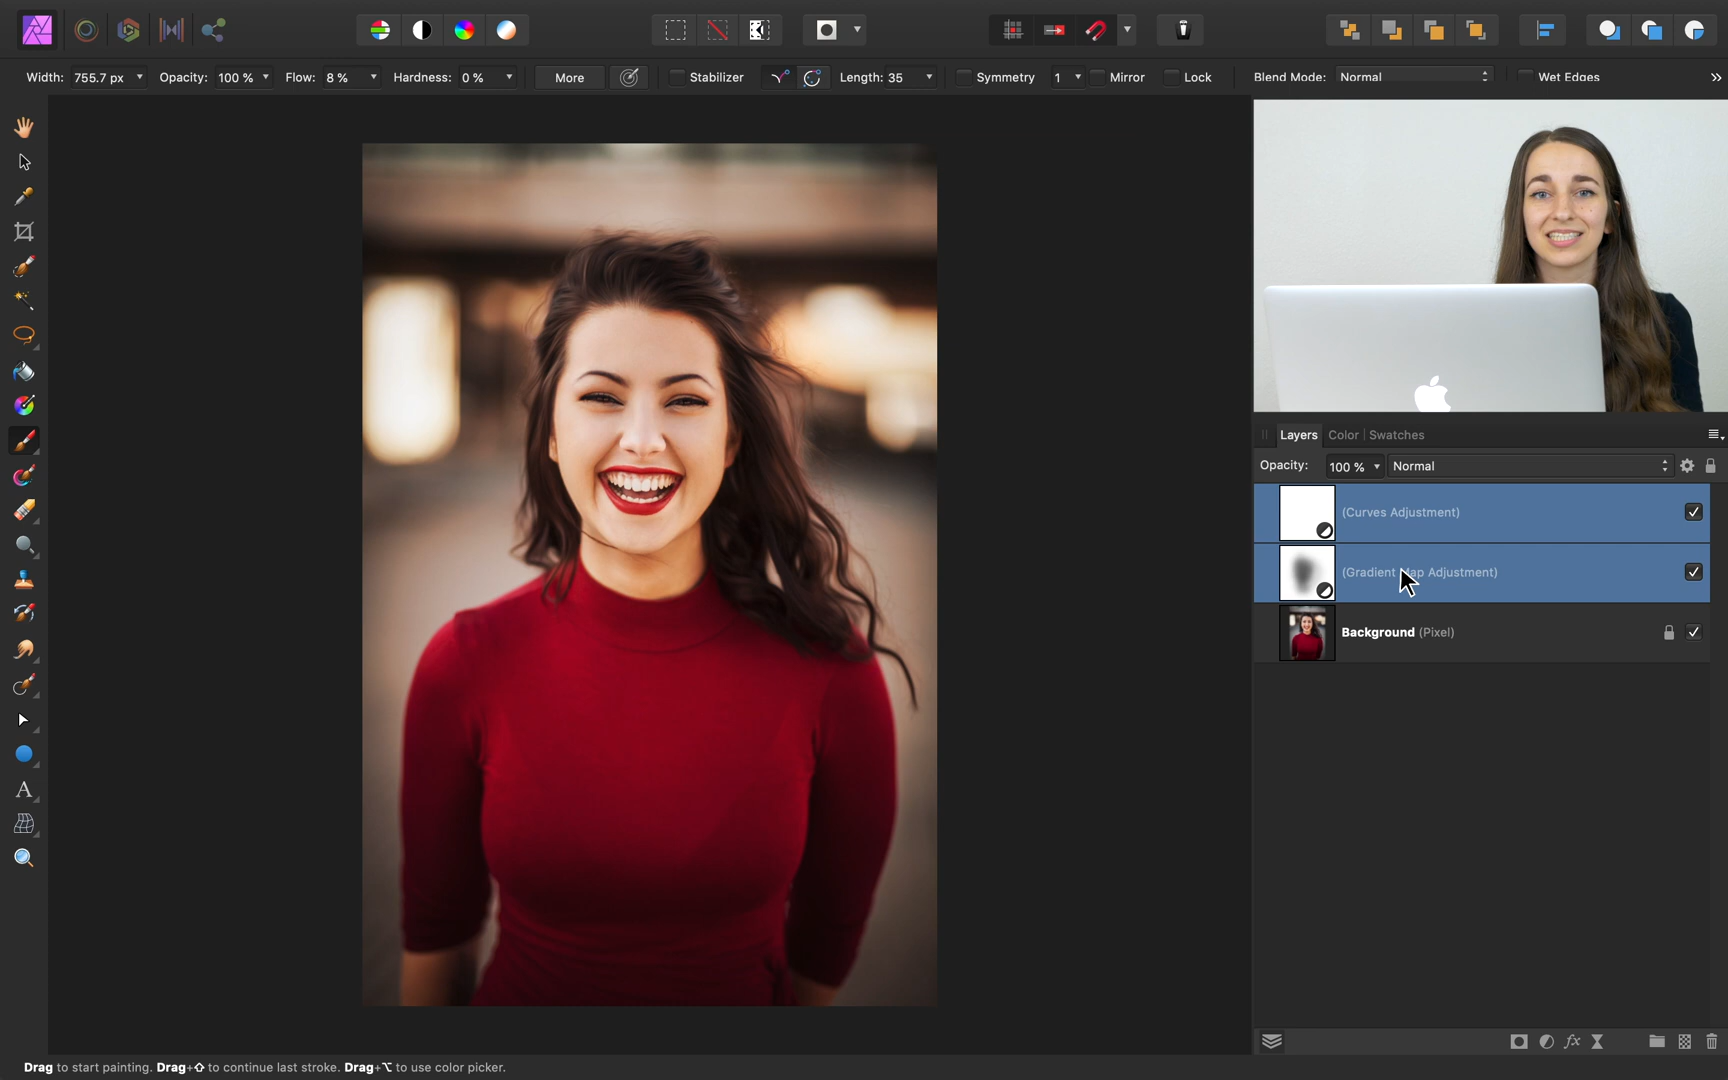 Width: 755.7 px Opacity: 100 % Flow: 8 % Hardness: 0 % More Stabilizer Length: 35 Symmetry 1 Mirror Lock Blend Mode: Normal Wet Edges »
Layers Color Swatches
Opacity: 100 % Normal
(Curves Adjustment)
(Gradient Map Adjustment)
Background (Pixel)
A
fx
Drag to start painting. Drag+⇧ to continue last stroke. Drag+⌥ to use color picker.